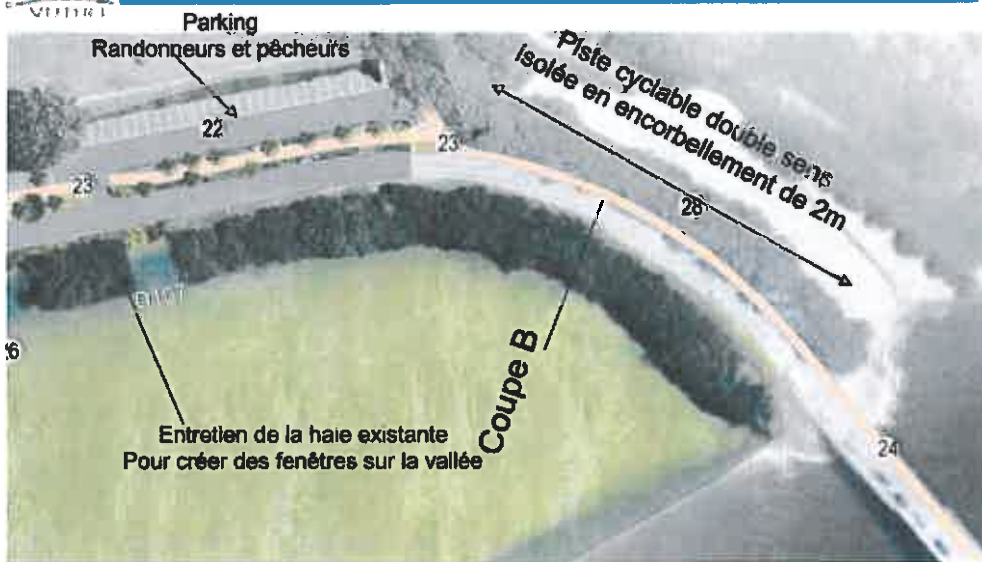 Parking
Randonneurs et pêcheurs
22
23
23
Piste cyclable double sens
isolée en encorbellement de 2m
28
Coupe B
Entretien de la haie existante
Pour créer des fenêtres sur la vallée
24